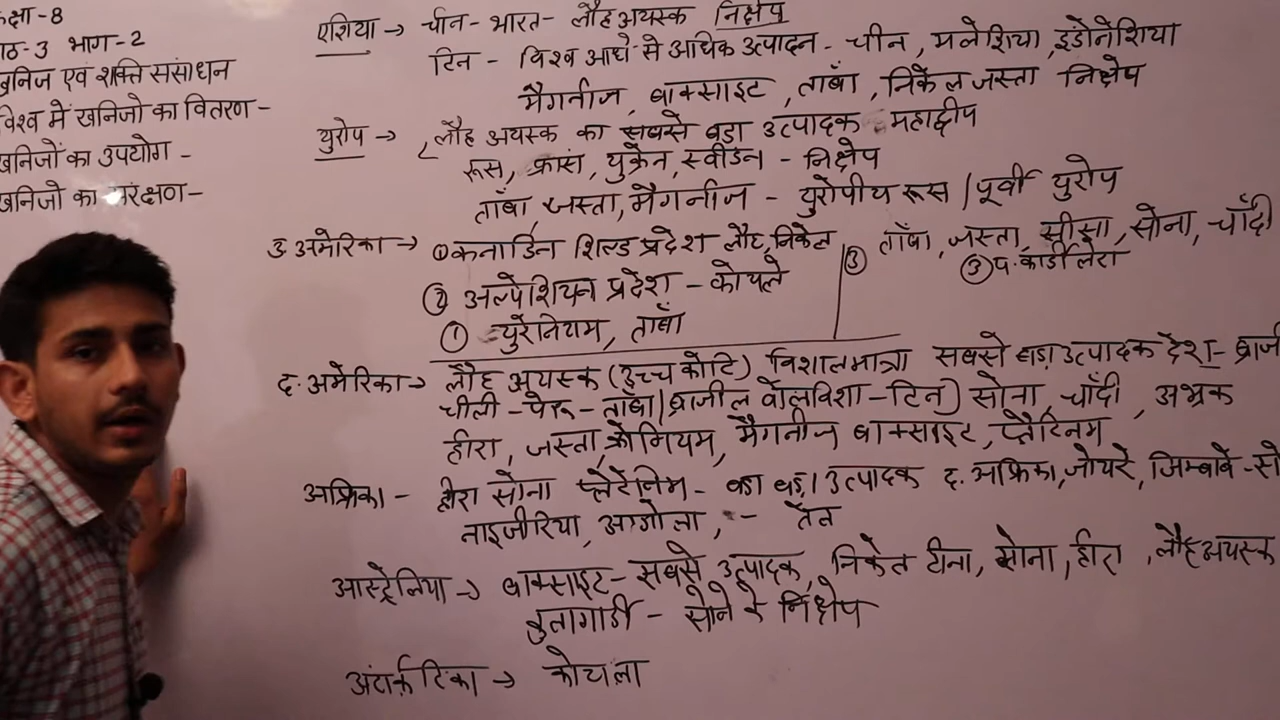 कक्षा-8
पाठ-3 भाग-2
खनिज एवं शक्ति संसाधन
विश्व में खनिजो का वितरण-
खनिजों का उपयोग -
खनिजो का संरक्षण-
एशिया → चीन- भारत- लौह अयस्क निक्षेप
टिन - विश्व आधे से अधिक उत्पादन - चीन, मलेशिया, इंडोनेशिया
मैगनीज, बाक्साइट, ताँबा, निकेल जस्ता निक्षेप
युरोप → लौह अयस्क का सबसे बड़ा उत्पादक महाद्वीप
रूस, फ्रांस, युक्रेन, स्वीडन - निक्षेप
ताँबा जस्ता, मैगनीज - युरोपीय रूस / पूर्वी युरोप
उ अमेरिका → ① कनाडिन शिल्ड प्रदेश लौह, निकेल
② अल्पेशियन प्रदेश - कोयले
① युरेनियम, ताँबा
③ ताँबा, जस्ता, सीसा, सोना, चाँदी
③ प. कार्डीलेरा
द. अमेरिका → लौह अयस्क (उच्च कोटि) विशालमात्रा सबसे बड़ा उत्पादक देश - ब्राजी
चीली - पेरू - ताँबा / ब्राजील बोलविशा - टिन) सोना, चाँदी, अभ्रक
हीरा, जस्ता, क्रोमियम, मैगनीज बाक्साइट, प्लैटिनम
अफ्रिका - हीरा सोना प्लेटेनिम - का बड़ा उत्पादक द. अफ्रिका, जोयरे, जिम्बाबे - सो
नाइजीरिया, अंगोला, - तेल
आस्ट्रेलिया → बाक्साइट - सबसे उत्पादक, निकेल टीना, सोना, हीरा, लौह अयस्क
बुलागार्डी - सोने के निक्षेप
अंटार्कटिका → कोयला